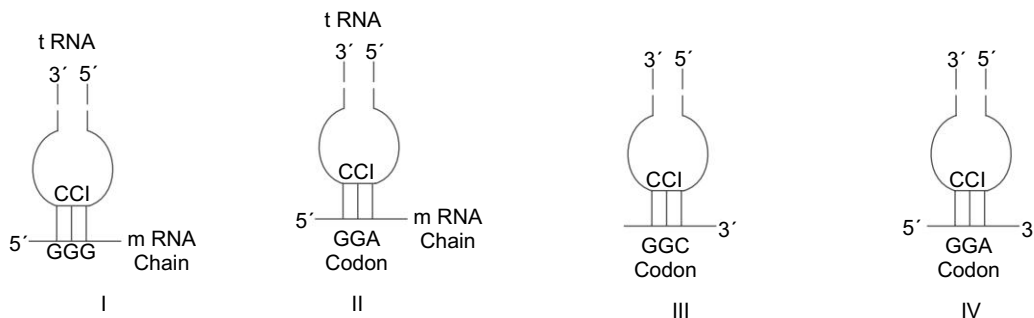 t RNA
3´ 5´
CCI
5´ m RNA
Chain
GGG
I
t RNA
3´ 5´
CCI
5´ m RNA
Chain
GGA
Codon
II
3´ 5´
CCI
3´
GGC
Codon
III
3´ 5´
CCI
5´ 3
GGA
Codon
IV